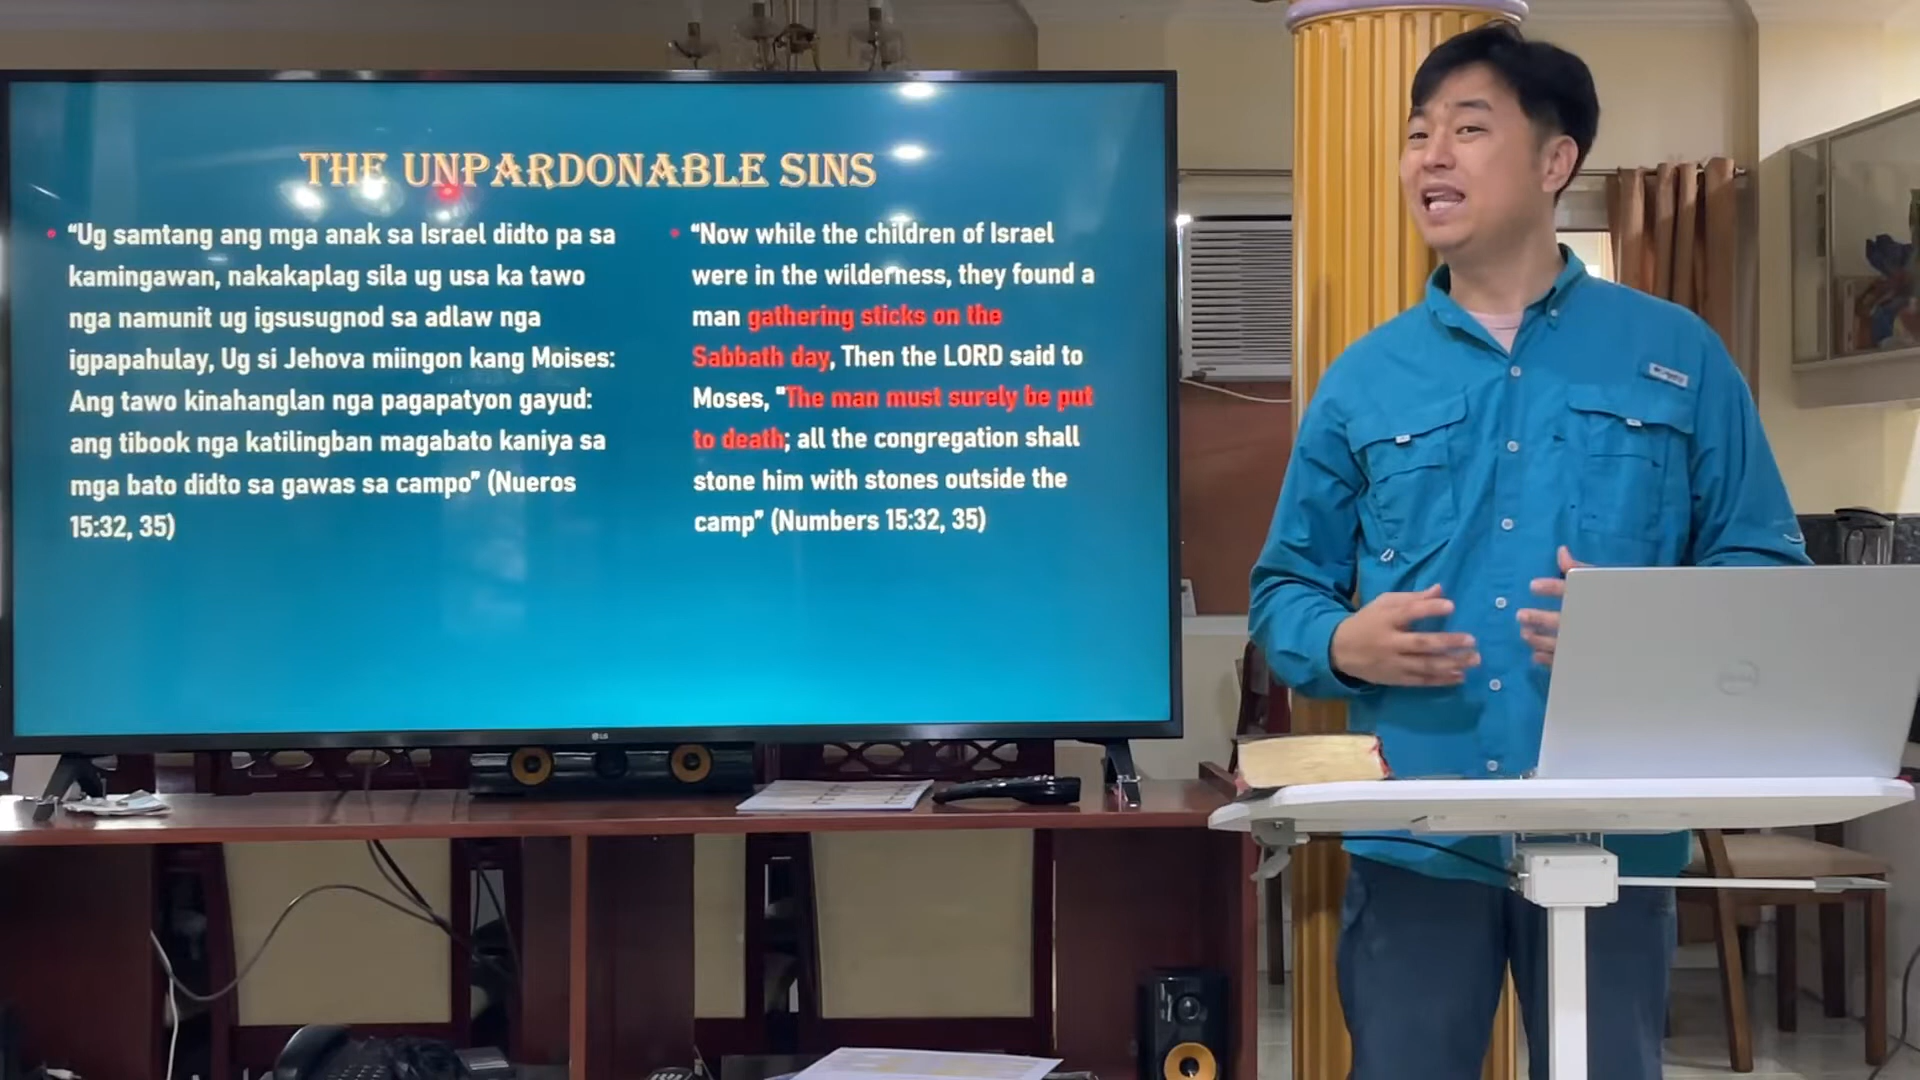 THE UNPARDONABLE SINS
“Ug samtang ang mga anak sa Israel didto pa sa
kamingawan, nakakaplag sila ug usa ka tawo
nga namunit ug igsusugnod sa adlaw nga
igpapahulay, Ug si Jehova miingon kang Moises:
Ang tawo kinahanglan nga pagapatyon gayud:
ang tibook nga katilingban magabato kaniya sa
mga bato didto sa gawas sa campo” (Nueros
15:32, 35)
“Now while the children of Israel
were in the wilderness, they found a
man gathering sticks on the
Sabbath day, Then the LORD said to
Moses, "The man must surely be put
to death; all the congregation shall
stone him with stones outside the
camp” (Numbers 15:32, 35)
LG
DELL